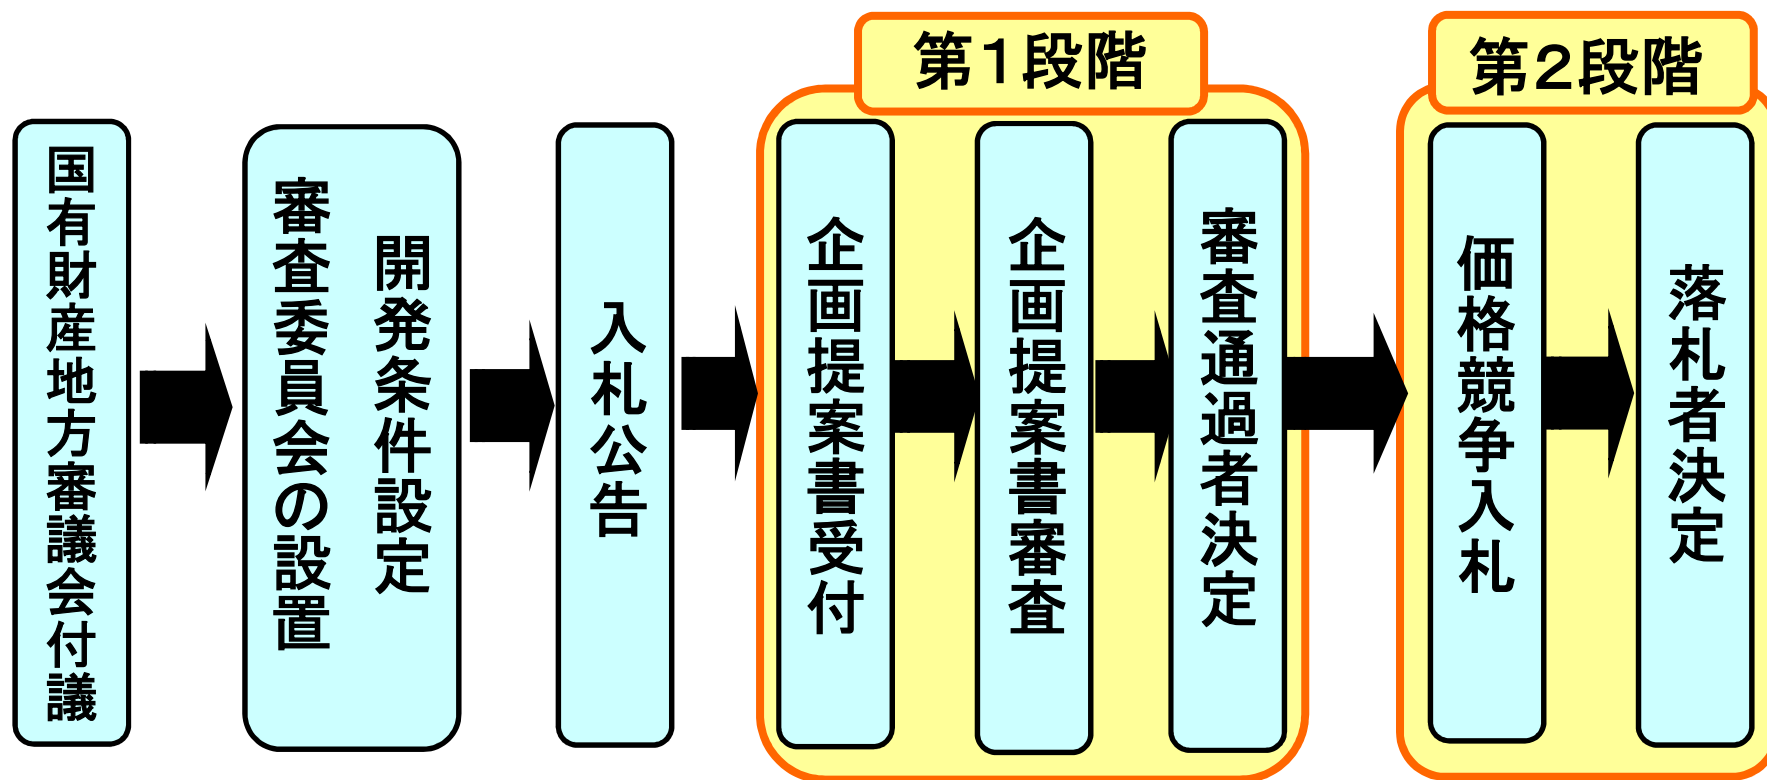 国有財産地方審議会付議
開発条件設定
審査委員会の設置
入札公告
第1段階
企画提案書受付
企画提案書審査
審査通過者決定
第2段階
価格競争入札
落札者決定